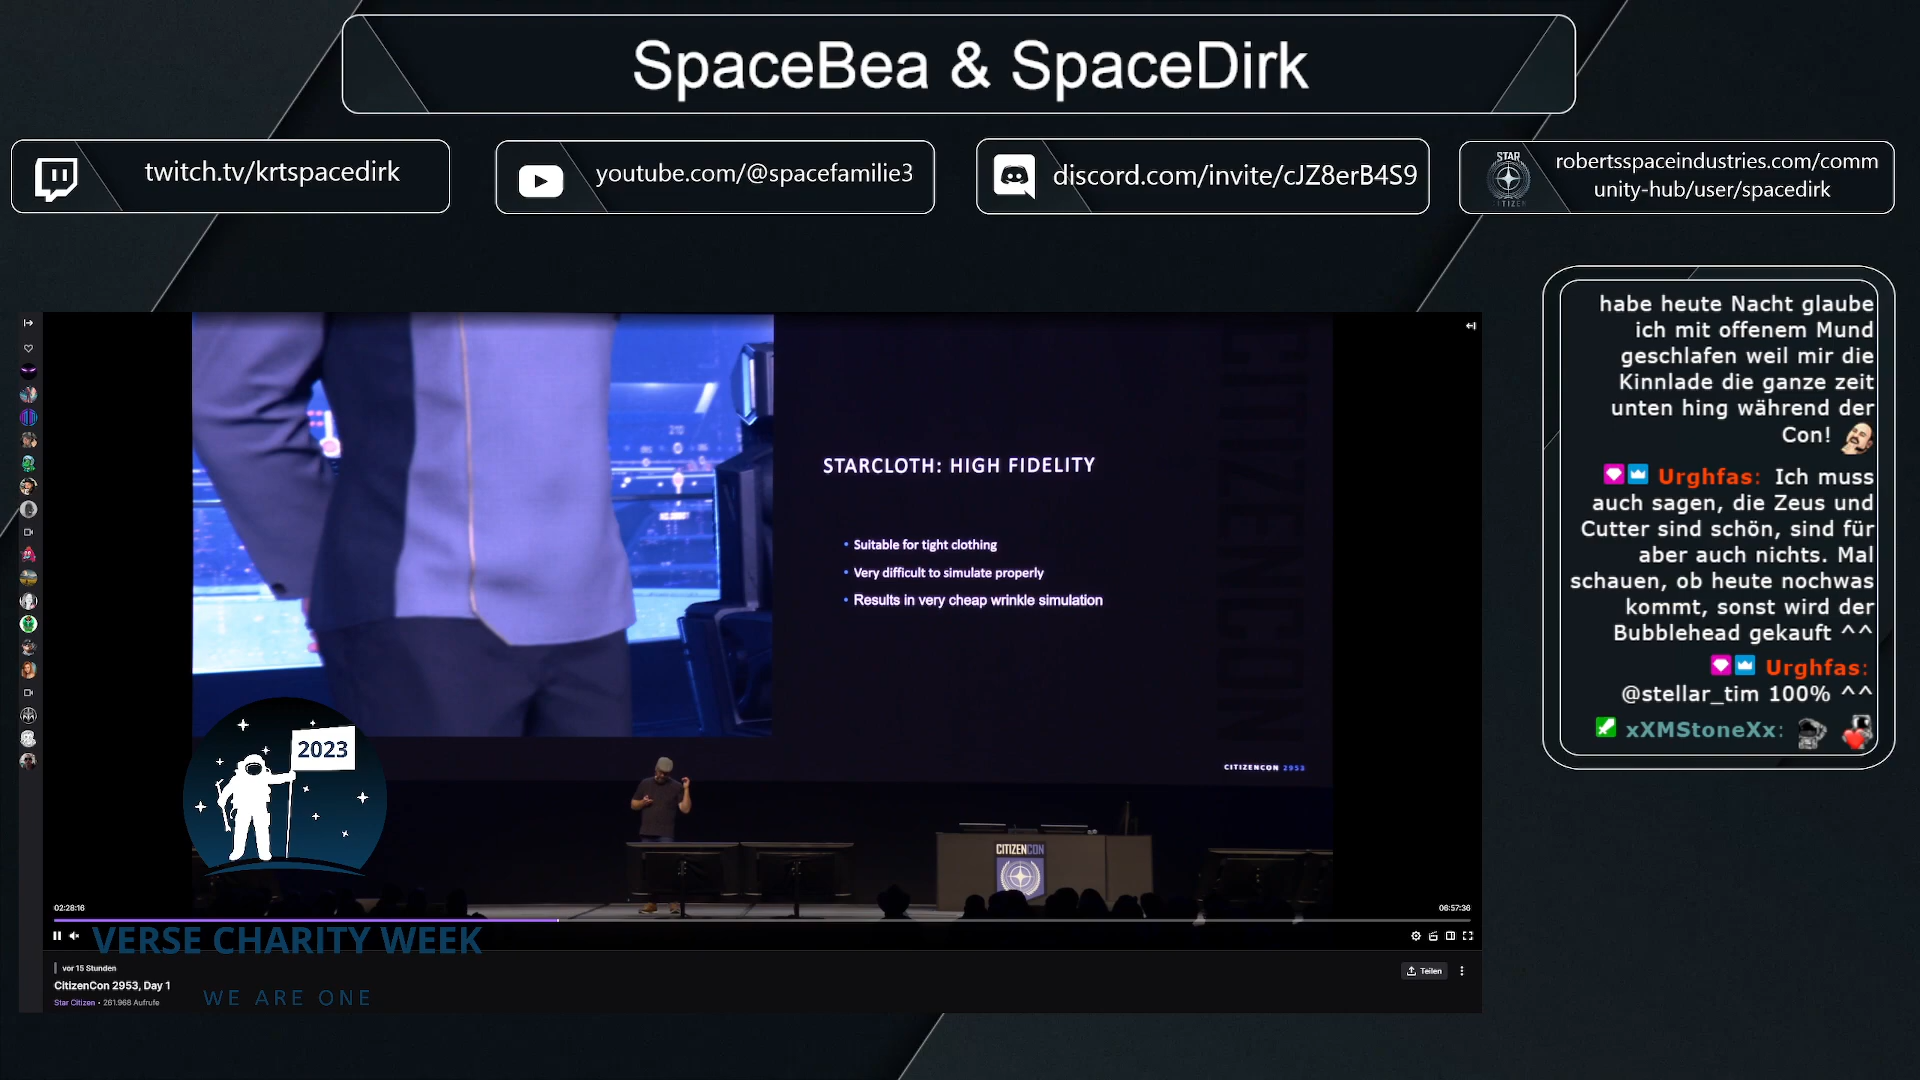 SpaceBea & SpaceDirk
twitch.tv/krtspacedirk
youtube.com/@spacefamilie3
discord.com/invite/cJZ8erB4S9
STAR
CITIZEN
robertsspaceindustries.com/comm
unity-hub/user/spacedirk
habe heute Nacht glaube
ich mit offenem Mund
geschlafen weil mir die
Kinnlade die ganze zeit
unten hing während der
Con!
Urghfas: Ich muss
auch sagen, die Zeus und
Cutter sind schön, sind für
aber auch nichts. Mal
schauen, ob heute nochwas
kommt, sonst wird der
Bubblehead gekauft ^^
Urghfas:
@stellar_tim 100% ^^
xXMStoneXx:
STARCLOTH: HIGH FIDELITY
• Suitable for tight clothing
• Very difficult to simulate properly
• Results in very cheap wrinkle simulation
CITIZENCON
CITIZENCON 2953
CITIZENCON
2023
02:28:16
06:57:36
VERSE CHARITY WEEK
WE ARE ONE
vor 15 Stunden
CitizenCon 2953, Day 1
Star Citizen • 261.968 Aufrufe
Teilen